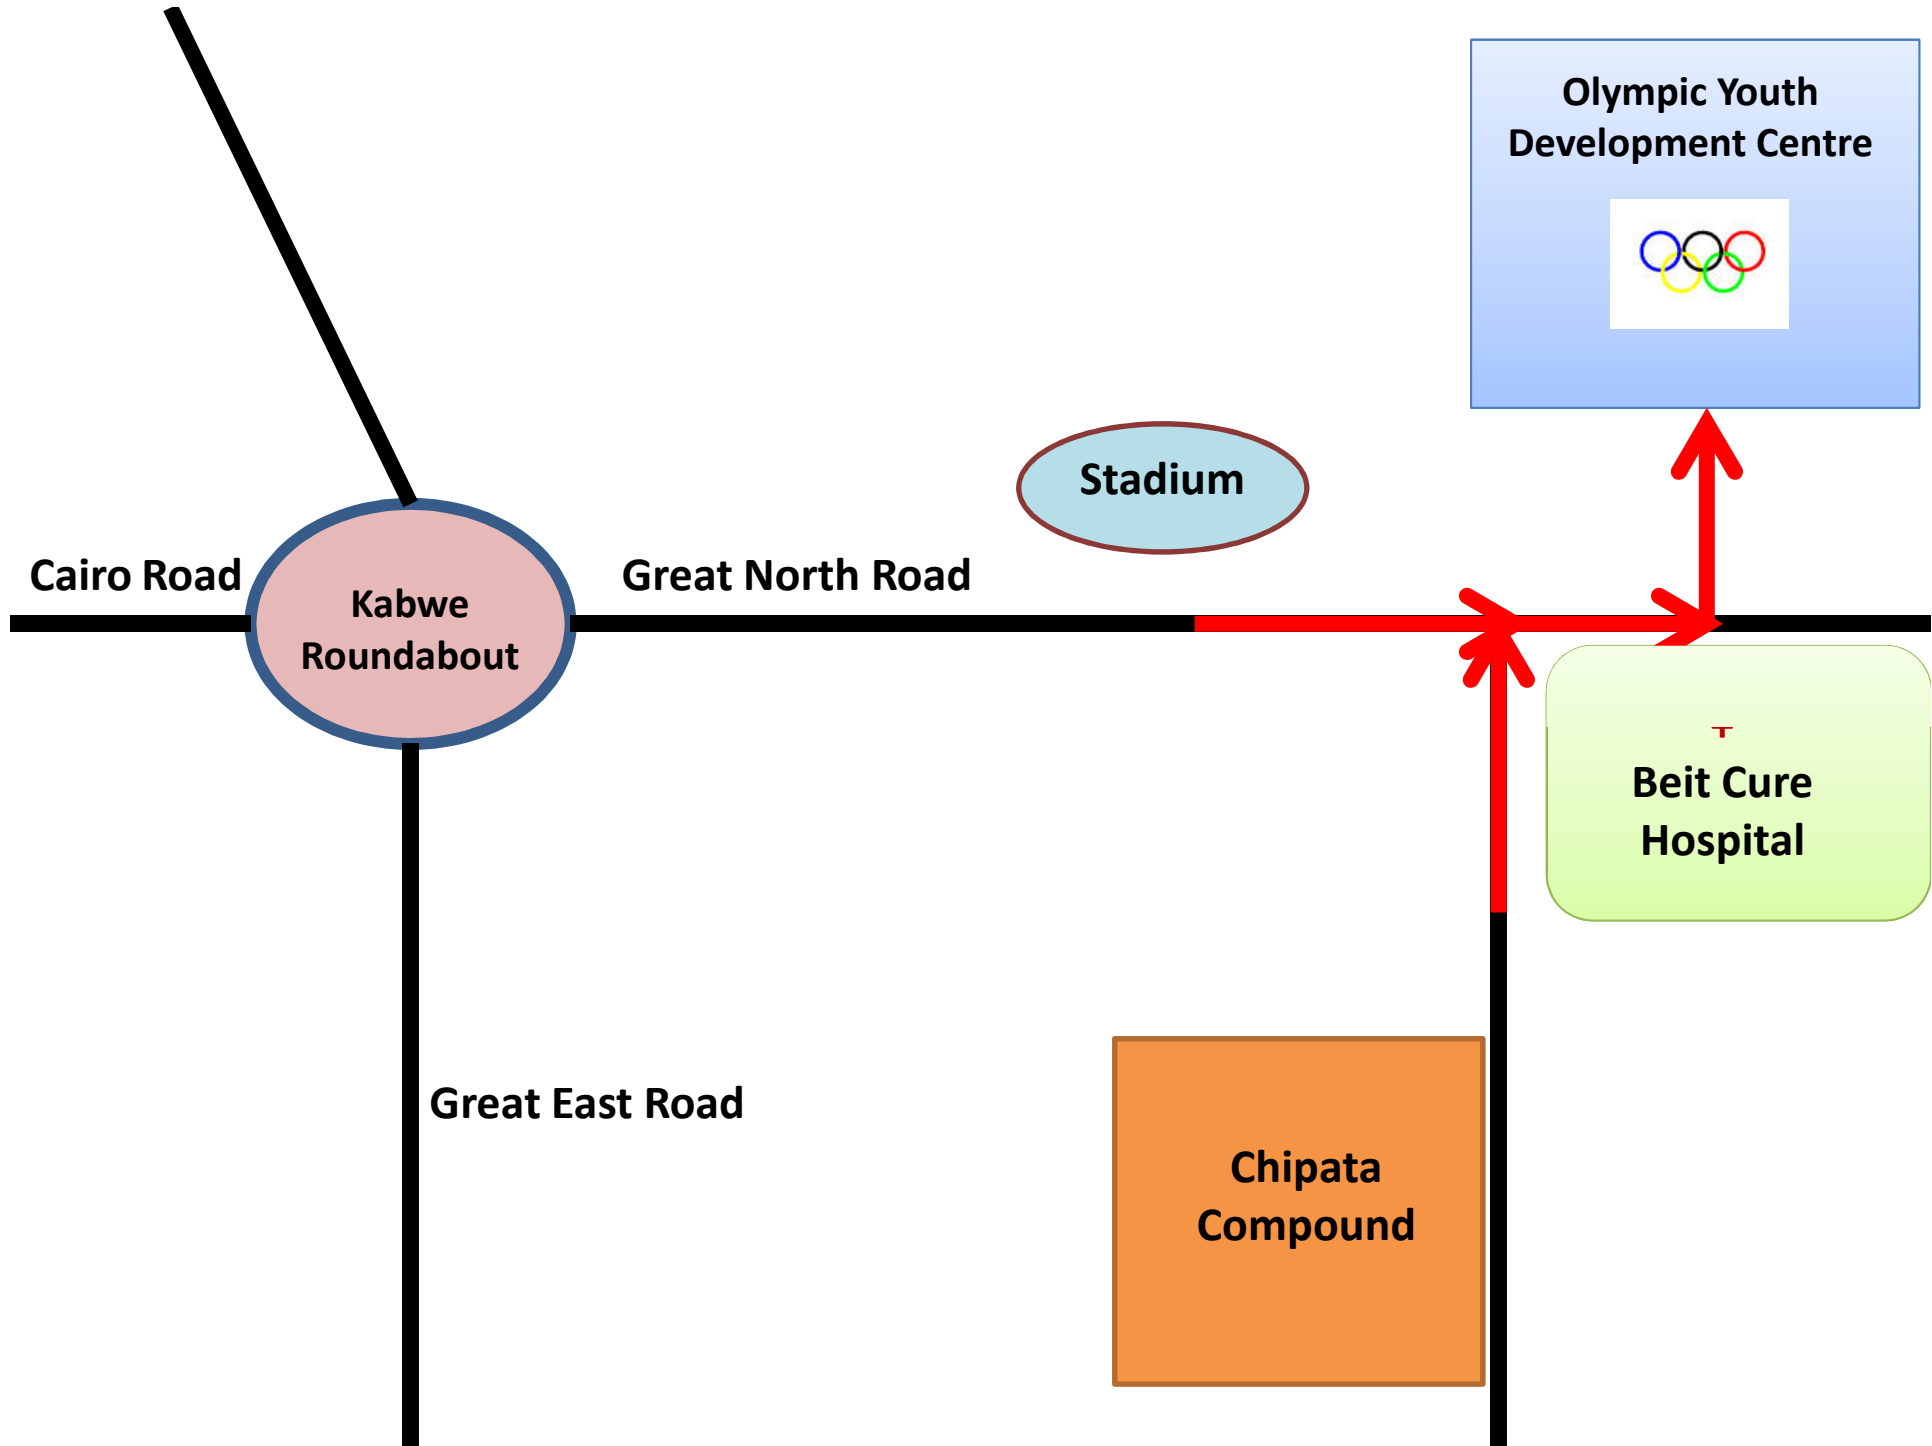 Olympic Youth
Development Centre
Stadium
Cairo Road
Great North Road
Kabwe
Roundabout
Beit Cure
Hospital
Great East Road
Chipata
Compound